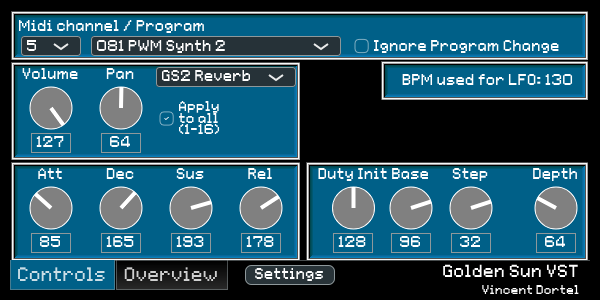 Midi channel / Program
5 081 PWM Synth 2 Ignore Program Change
Volume Pan GS2 Reverb
BPM used for LFO: 130
Apply
to all
(1-16)
127 64
Att Dec Sus Rel
85 165 193 178
Duty Init Base Step Depth
128 96 32 64
Controls Overview Settings
Golden Sun VST
Vincent Dortel